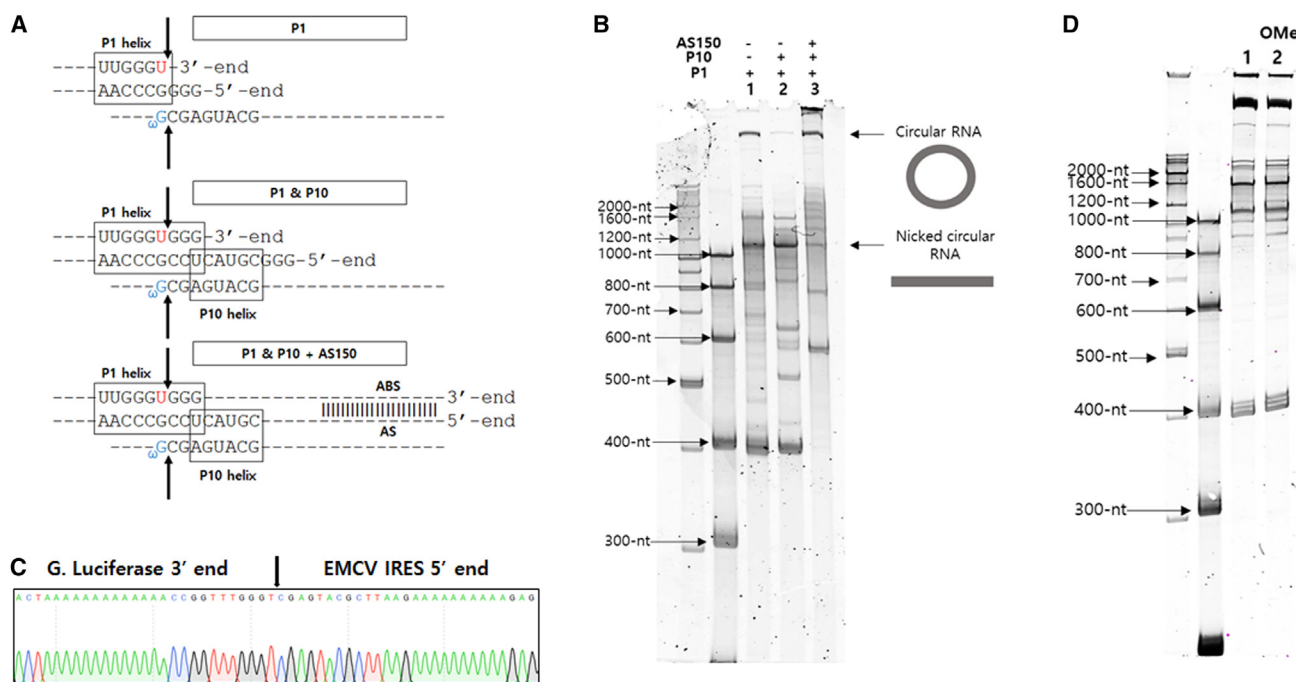 A
P1
P1 helix
UUGGGU-3′-end
AACCCGGGG-5′-end
ωGCGAGUACG
P1 & P10
P1 helix
UUGGGUGGG-3′-end
AACCCGCCUCAUGCGGG-5′-end
ωGCGAGUACG
P10 helix
P1 & P10 + AS150
P1 helix
ABS
UUGGGUGGG 3′-end
AACCCGCCUCAUGC 5′-end
AS
ωGCGAGUACG
P10 helix
B
AS150 - - +
P10 - + +
P1 + + +
1 2 3
Circular RNA
Nicked circular
RNA
2000-nt
1600-nt
1200-nt
1000-nt
800-nt
700-nt
600-nt
500-nt
400-nt
300-nt
C
G. Luciferase 3′ end EMCV IRES 5′ end
ACTAAAAAAAAAAAAAACCGGTTTGGGTCGAGTACGCTTAAGAAAAAAAAAAGAG
D
OMe
1 2
2000-nt
1600-nt
1200-nt
1000-nt
800-nt
700-nt
600-nt
500-nt
400-nt
300-nt